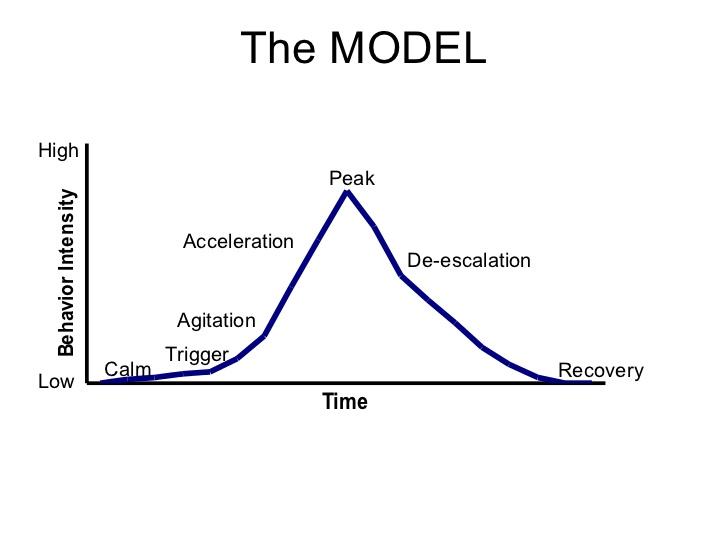 The MODEL
High
Peak
Acceleration
De-escalation
Behavior Intensity
Agitation
Trigger
Calm
Recovery
Low
Time